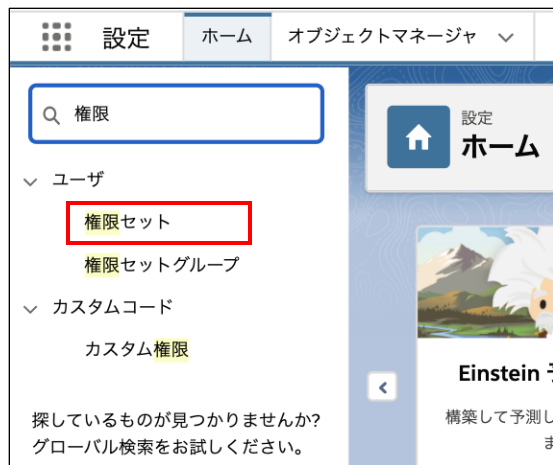 設定
ホーム
オブジェクトマネージャ
権限
ユーザ
権限セット
権限セットグループ
カスタムコード
カスタム権限
探しているものが見つかりませんか?
グローバル検索をお試しください。
設定
ホーム
Einstein
構築して予測し